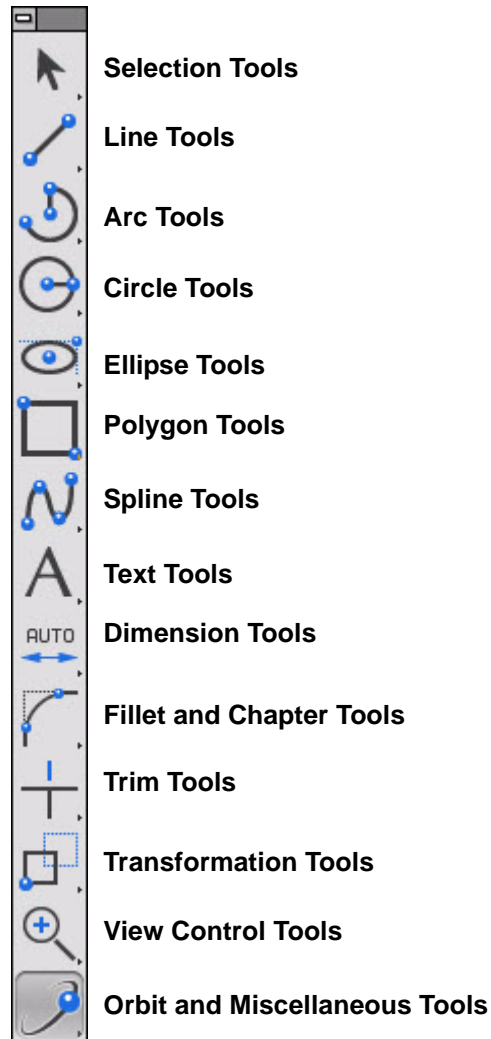 Selection Tools
Line Tools
Arc Tools
Circle Tools
Ellipse Tools
Polygon Tools
Spline Tools
A Text Tools
AUTO Dimension Tools
Fillet and Chapter Tools
Trim Tools
Transformation Tools
View Control Tools
Orbit and Miscellaneous Tools